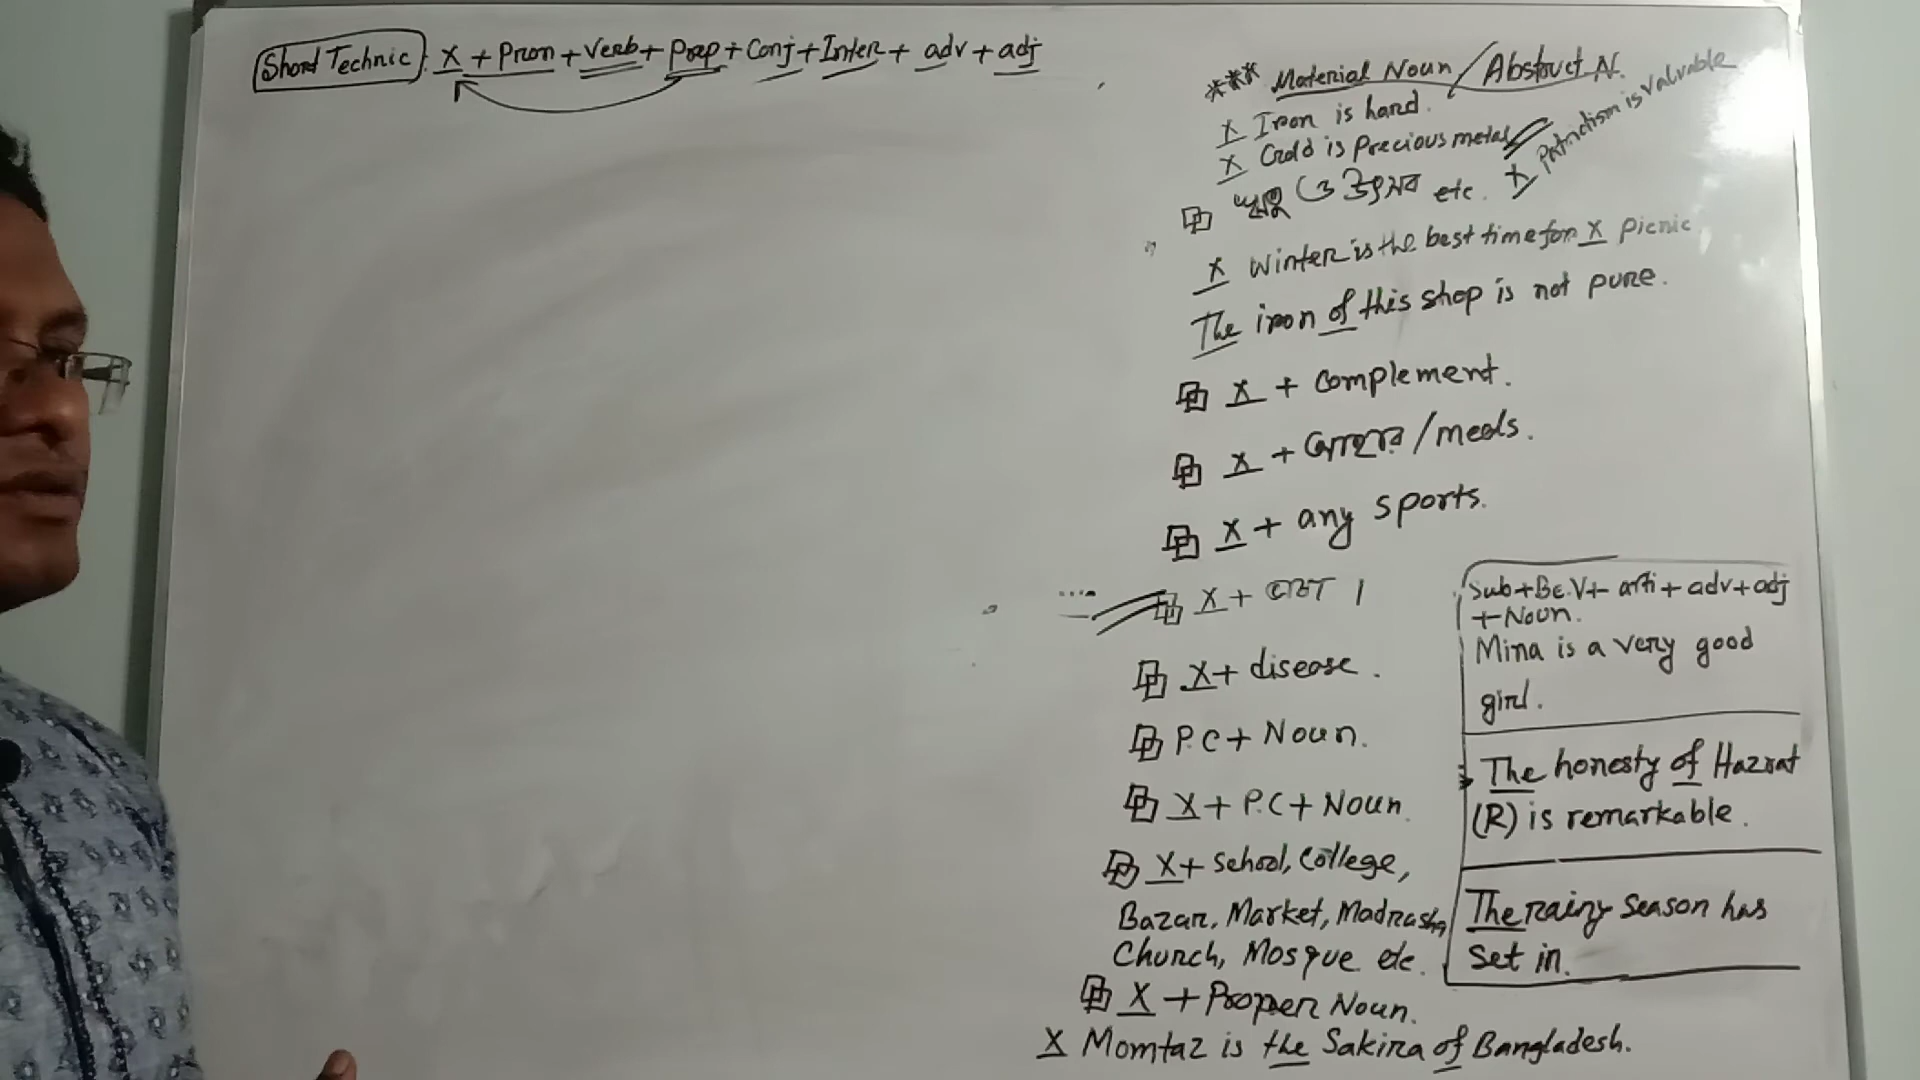 Short Technic: X + Pron + Verb + Prep + Conj + Inter + adv + adj
*** Material Noun / Abstuct N.
X Iron is hard.
X Gold is Precious metal
X Patriotism is valuable
ঋতু ও উৎসব etc.
X Winter is the best time for X Picnic
The iron of this shop is not pure.
X + Complement.
X + আহার / meals.
X + any sports.
X +
X + disease.
P.C + Noun.
X + P.C + Noun.
X + School, College,
Bazar, Market, Madrasha
Church, Mosque etc.
X + Proper Noun.
X Momtaz is the Sakira of Bangladesh.
Sub + Be.V + arti + adv + adj
+ Noun.
Mina is a very good
girl.
The honesty of Hazrat
(R) is remarkable.
The rainy season has
set in.